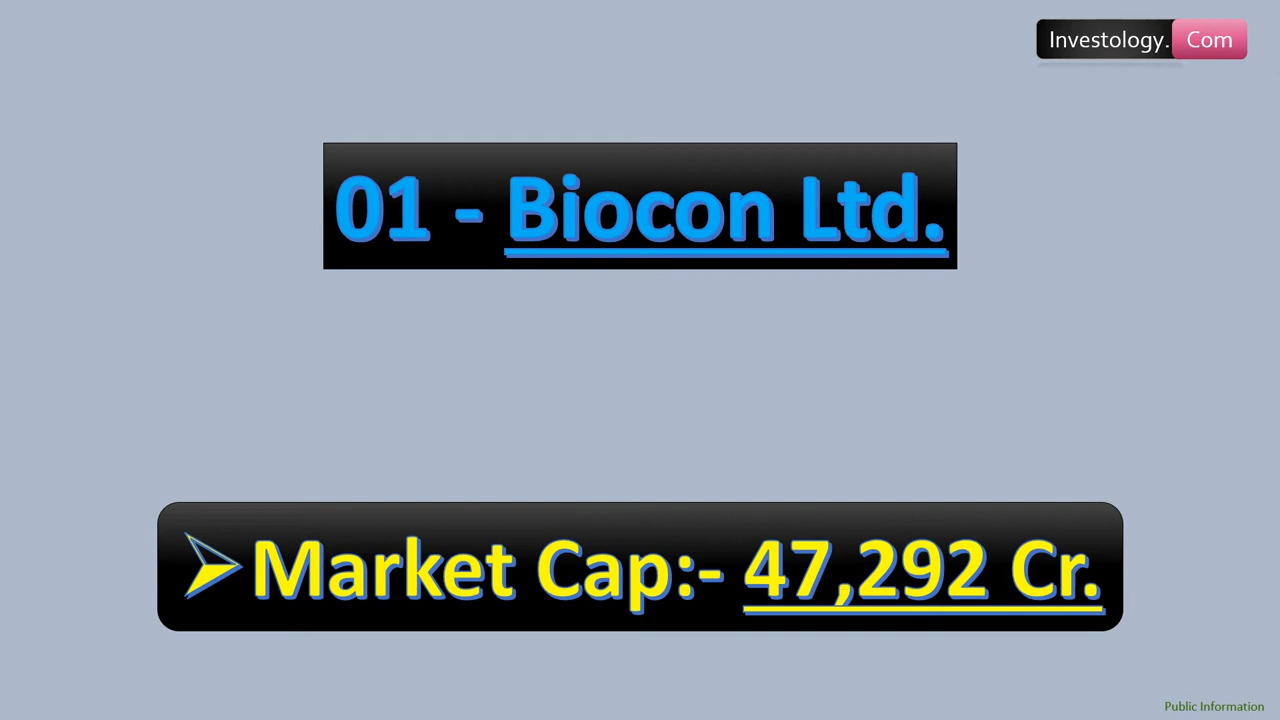 Investology. Com
01 - Biocon Ltd.
Market Cap:- 47,292 Cr.
Public Information